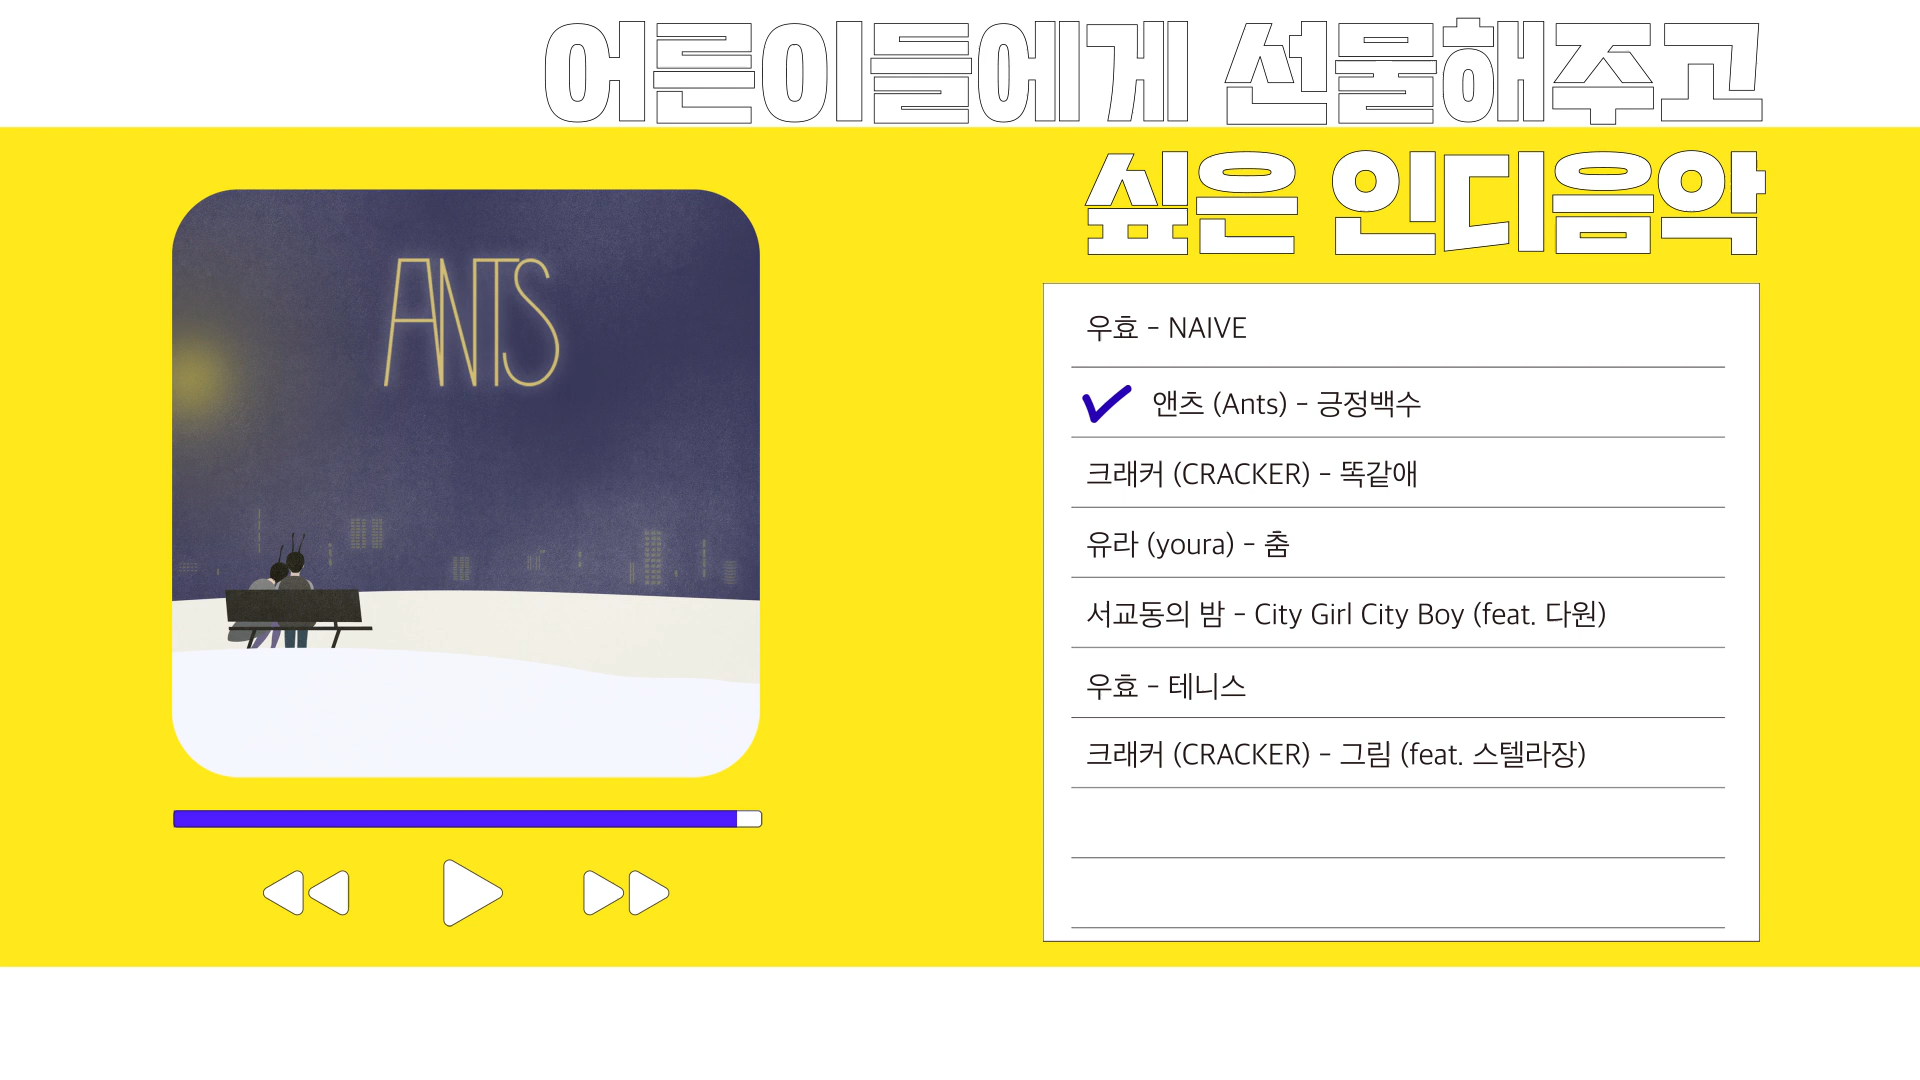 어른이들에게 선물해주고
싶은 인디음악
ANTS
우효 - NAIVE
앤츠 (Ants) - 긍정백수
크래커 (CRACKER) - 똑같애
유라 (youra) - 춤
서교동의 밤 - City Girl City Boy (feat. 다원)
우효 - 테니스
크래커 (CRACKER) - 그림 (feat. 스텔라장)